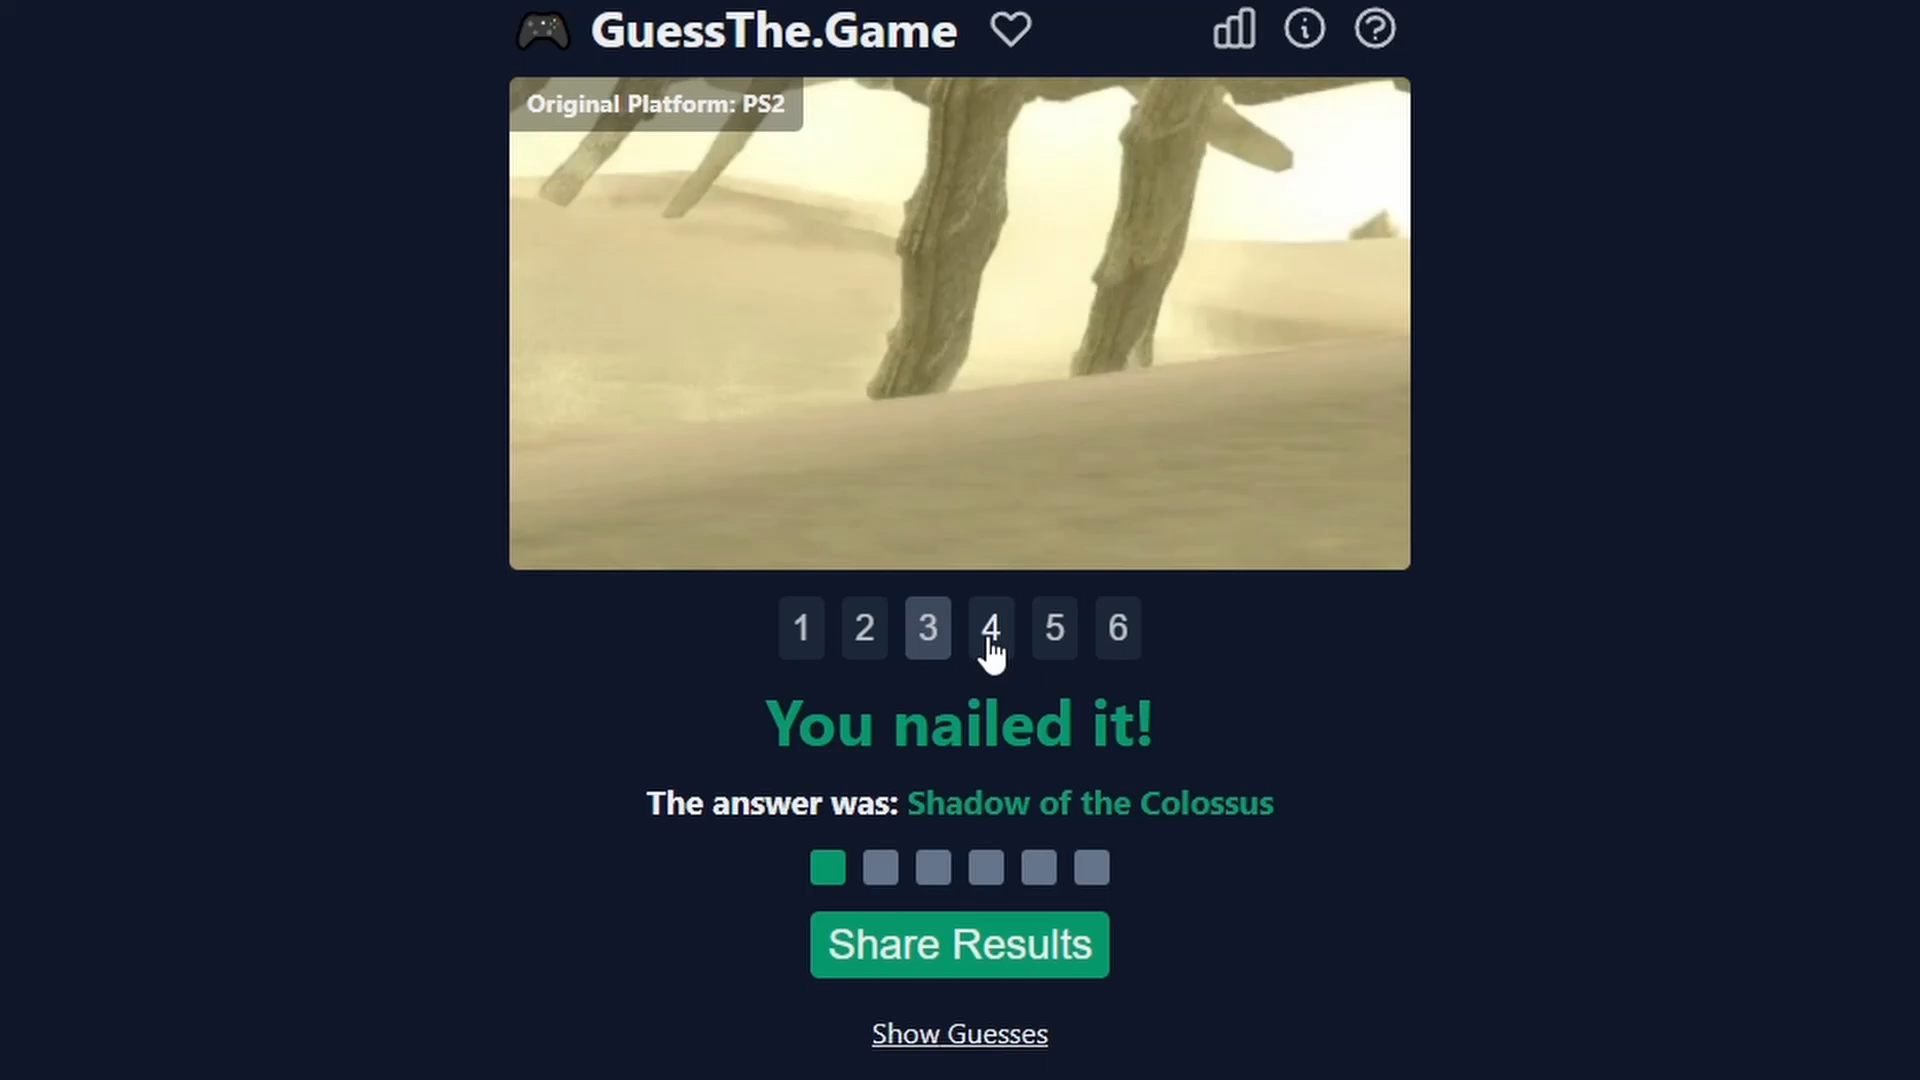 GuessThe.Game
Original Platform: PS2
1 2 3 4 5 6
You nailed it!
The answer was: Shadow of the Colossus
Share Results
Show Guesses